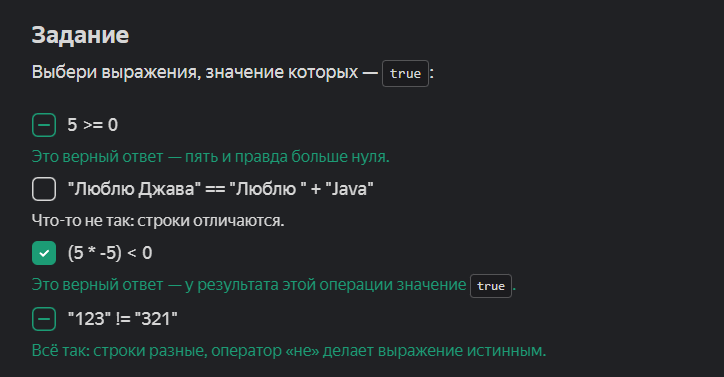 Задание
Выбери выражения, значение которых — true:
5 >= 0
Это верный ответ — пять и правда больше нуля.
"Люблю Джава" == "Люблю " + "Java"
Что-то не так: строки отличаются.
(5 * -5) < 0
Это верный ответ — у результата этой операции значение true.
"123" != "321"
Всё так: строки разные, оператор «не» делает выражение истинным.